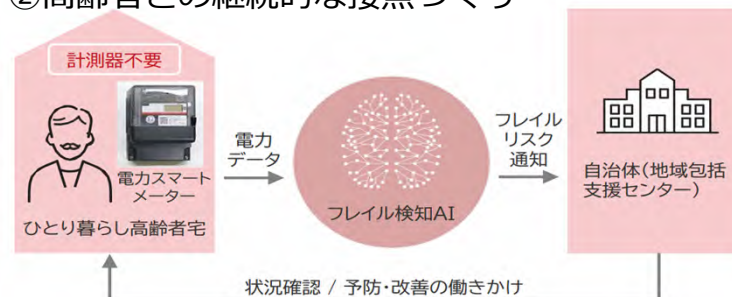 ②高齢者との継続的な接点づくり
計測器不要
電力スマート
メーター
ひとり暮らし高齢者宅
電力
データ
フレイル検知AI
フレイル
リスク
通知
自治体(地域包括
支援センター)
状況確認 / 予防・改善の働きかけ